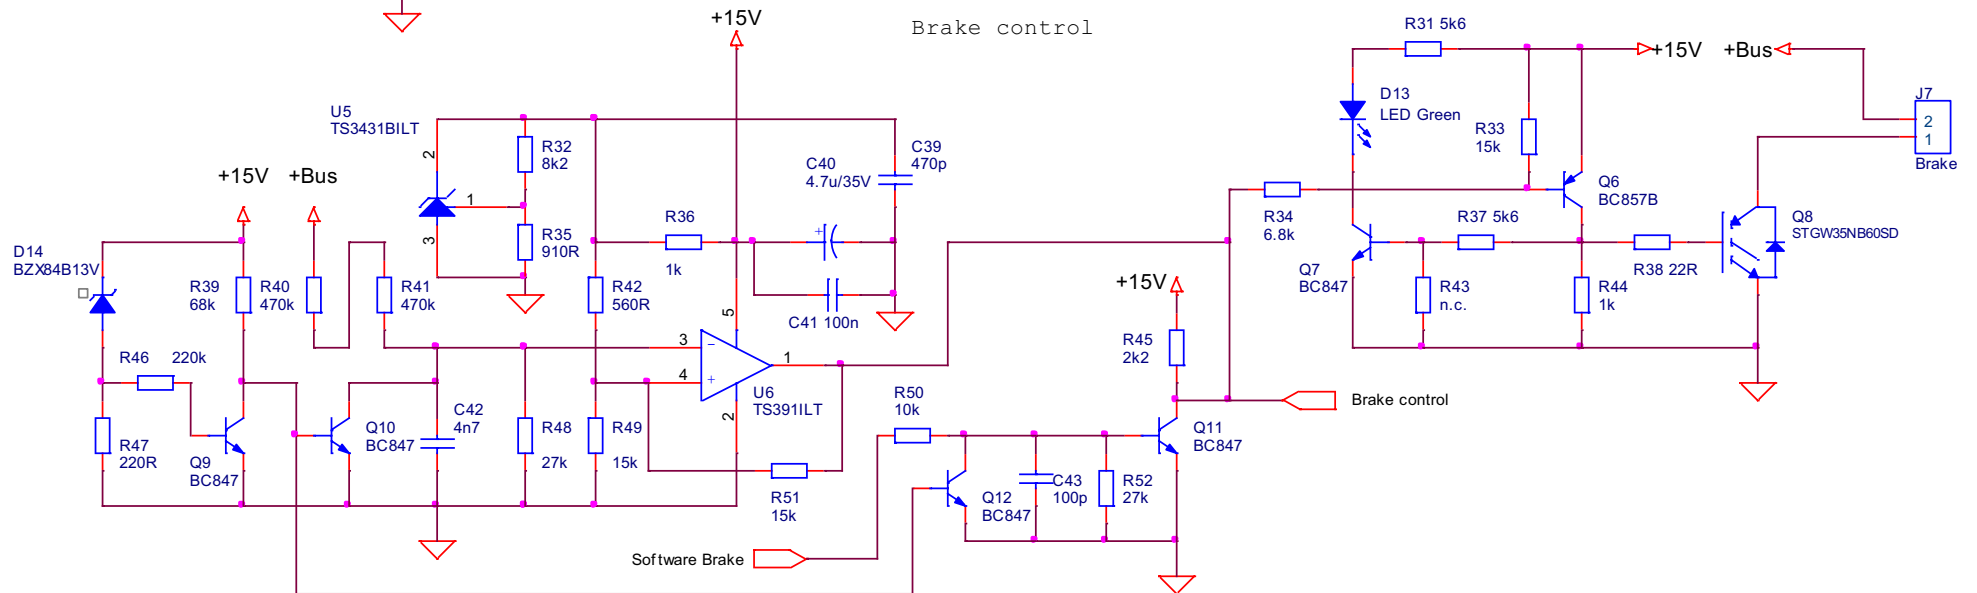 Brake control
+15V
R31 5k6
+15V
+Bus
D13
LED Green
J7
2
1
Brake
U5
TS3431BILT
2
1
3
R32
8k2
R35
910R
C39
470p
C40
4.7u/35V
R33
15k
Q6
BC857B
+15V
+Bus
R36
1k
R34
6.8k
R37 5k6
Q8
STGW35NB60SD
D14
BZX84B13V
R39
68k
R40
470k
R41
470k
R42
560R
C41 100n
5
+15V
Q7
BC847
R43
n.c.
R38 22R
R44
1k
R46 220k
3
4
−
+
1
2
U6
TS391ILT
R45
2k2
R50
10k
Brake control
R47
220R
Q9
BC847
Q10
BC847
C42
4n7
R48
27k
R49
15k
R51
15k
Q11
BC847
Q12
BC847
C43
100p
R52
27k
Software Brake